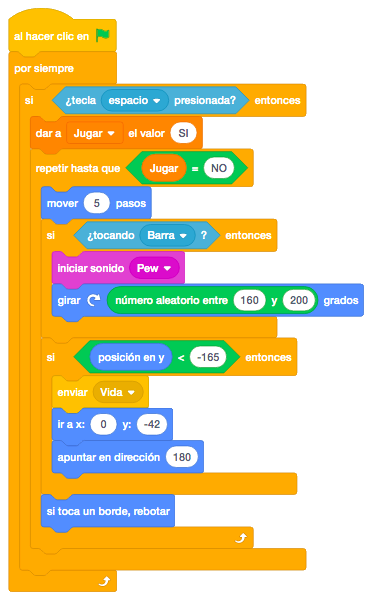 al hacer clic en
por siempre
si ¿tecla espacio presionada? entonces
dar a Jugar el valor SI
repetir hasta que Jugar = NO
mover 5 pasos
si ¿tocando Barra ? entonces
iniciar sonido Pew
girar número aleatorio entre 160 y 200 grados
si posición en y < -165 entonces
enviar Vida
ir a x: 0 y: -42
apuntar en dirección 180
si toca un borde, rebotar